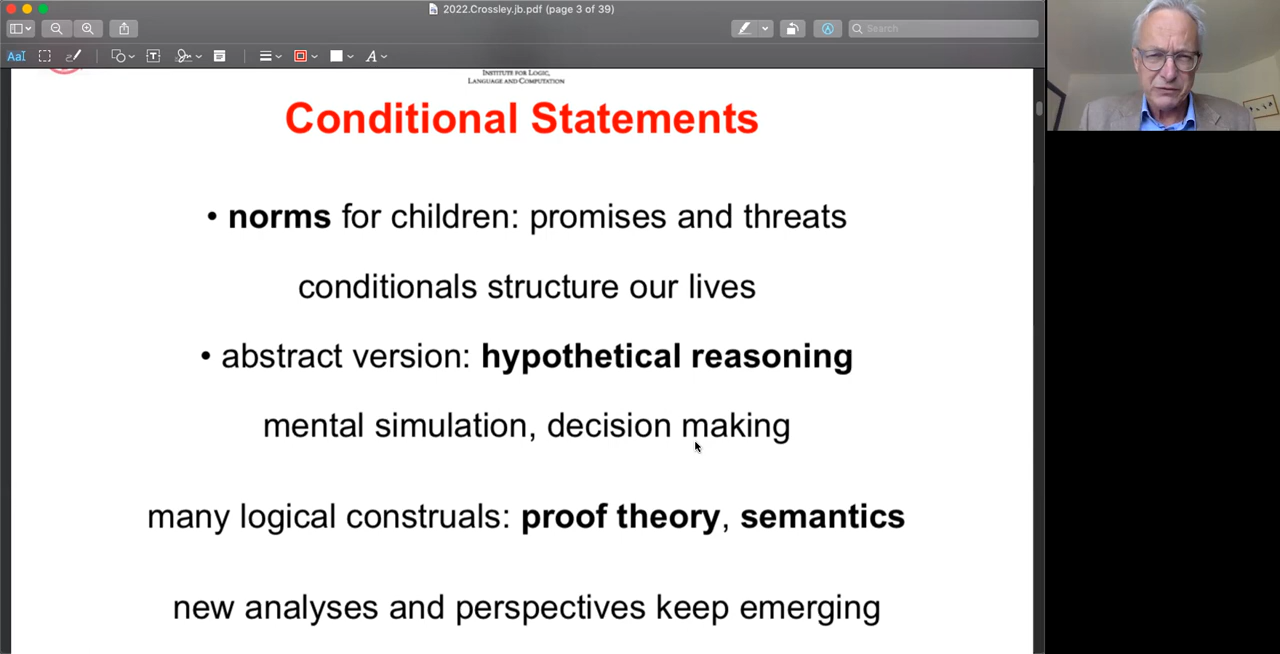 2022.Crossley.jb.pdf (page 3 of 39)
AaI
A
Search
INSTITUTE FOR LOGIC,
LANGUAGE AND COMPUTATION
Conditional Statements
• norms for children: promises and threats
conditionals structure our lives
• abstract version: hypothetical reasoning
mental simulation, decision making
many logical construals: proof theory, semantics
new analyses and perspectives keep emerging